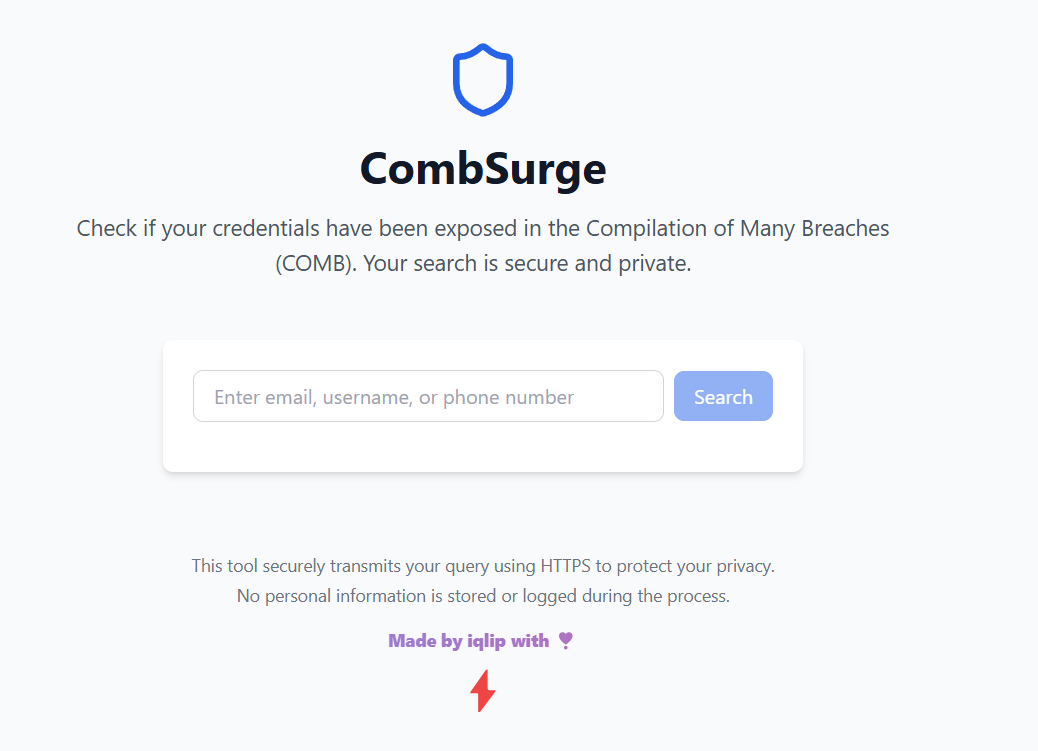 CombSurge
Check if your credentials have been exposed in the Compilation of Many Breaches
(COMB). Your search is secure and private.
Enter email, username, or phone number
Search
This tool securely transmits your query using HTTPS to protect your privacy.
No personal information is stored or logged during the process.
Made by iqlip with